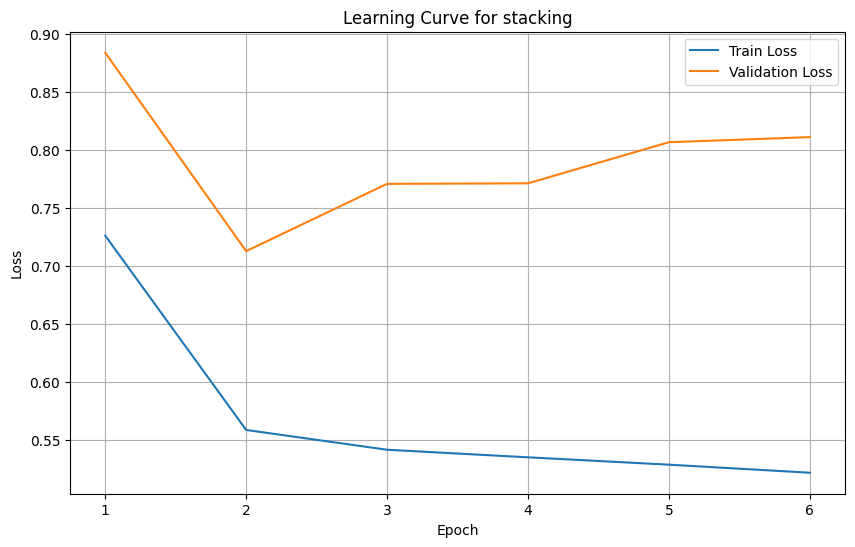 Learning Curve for stacking
Train Loss
Validation Loss
0.90
0.85
0.80
0.75
0.70
0.65
0.60
0.55
Loss
1 2 3 4 5 6
Epoch